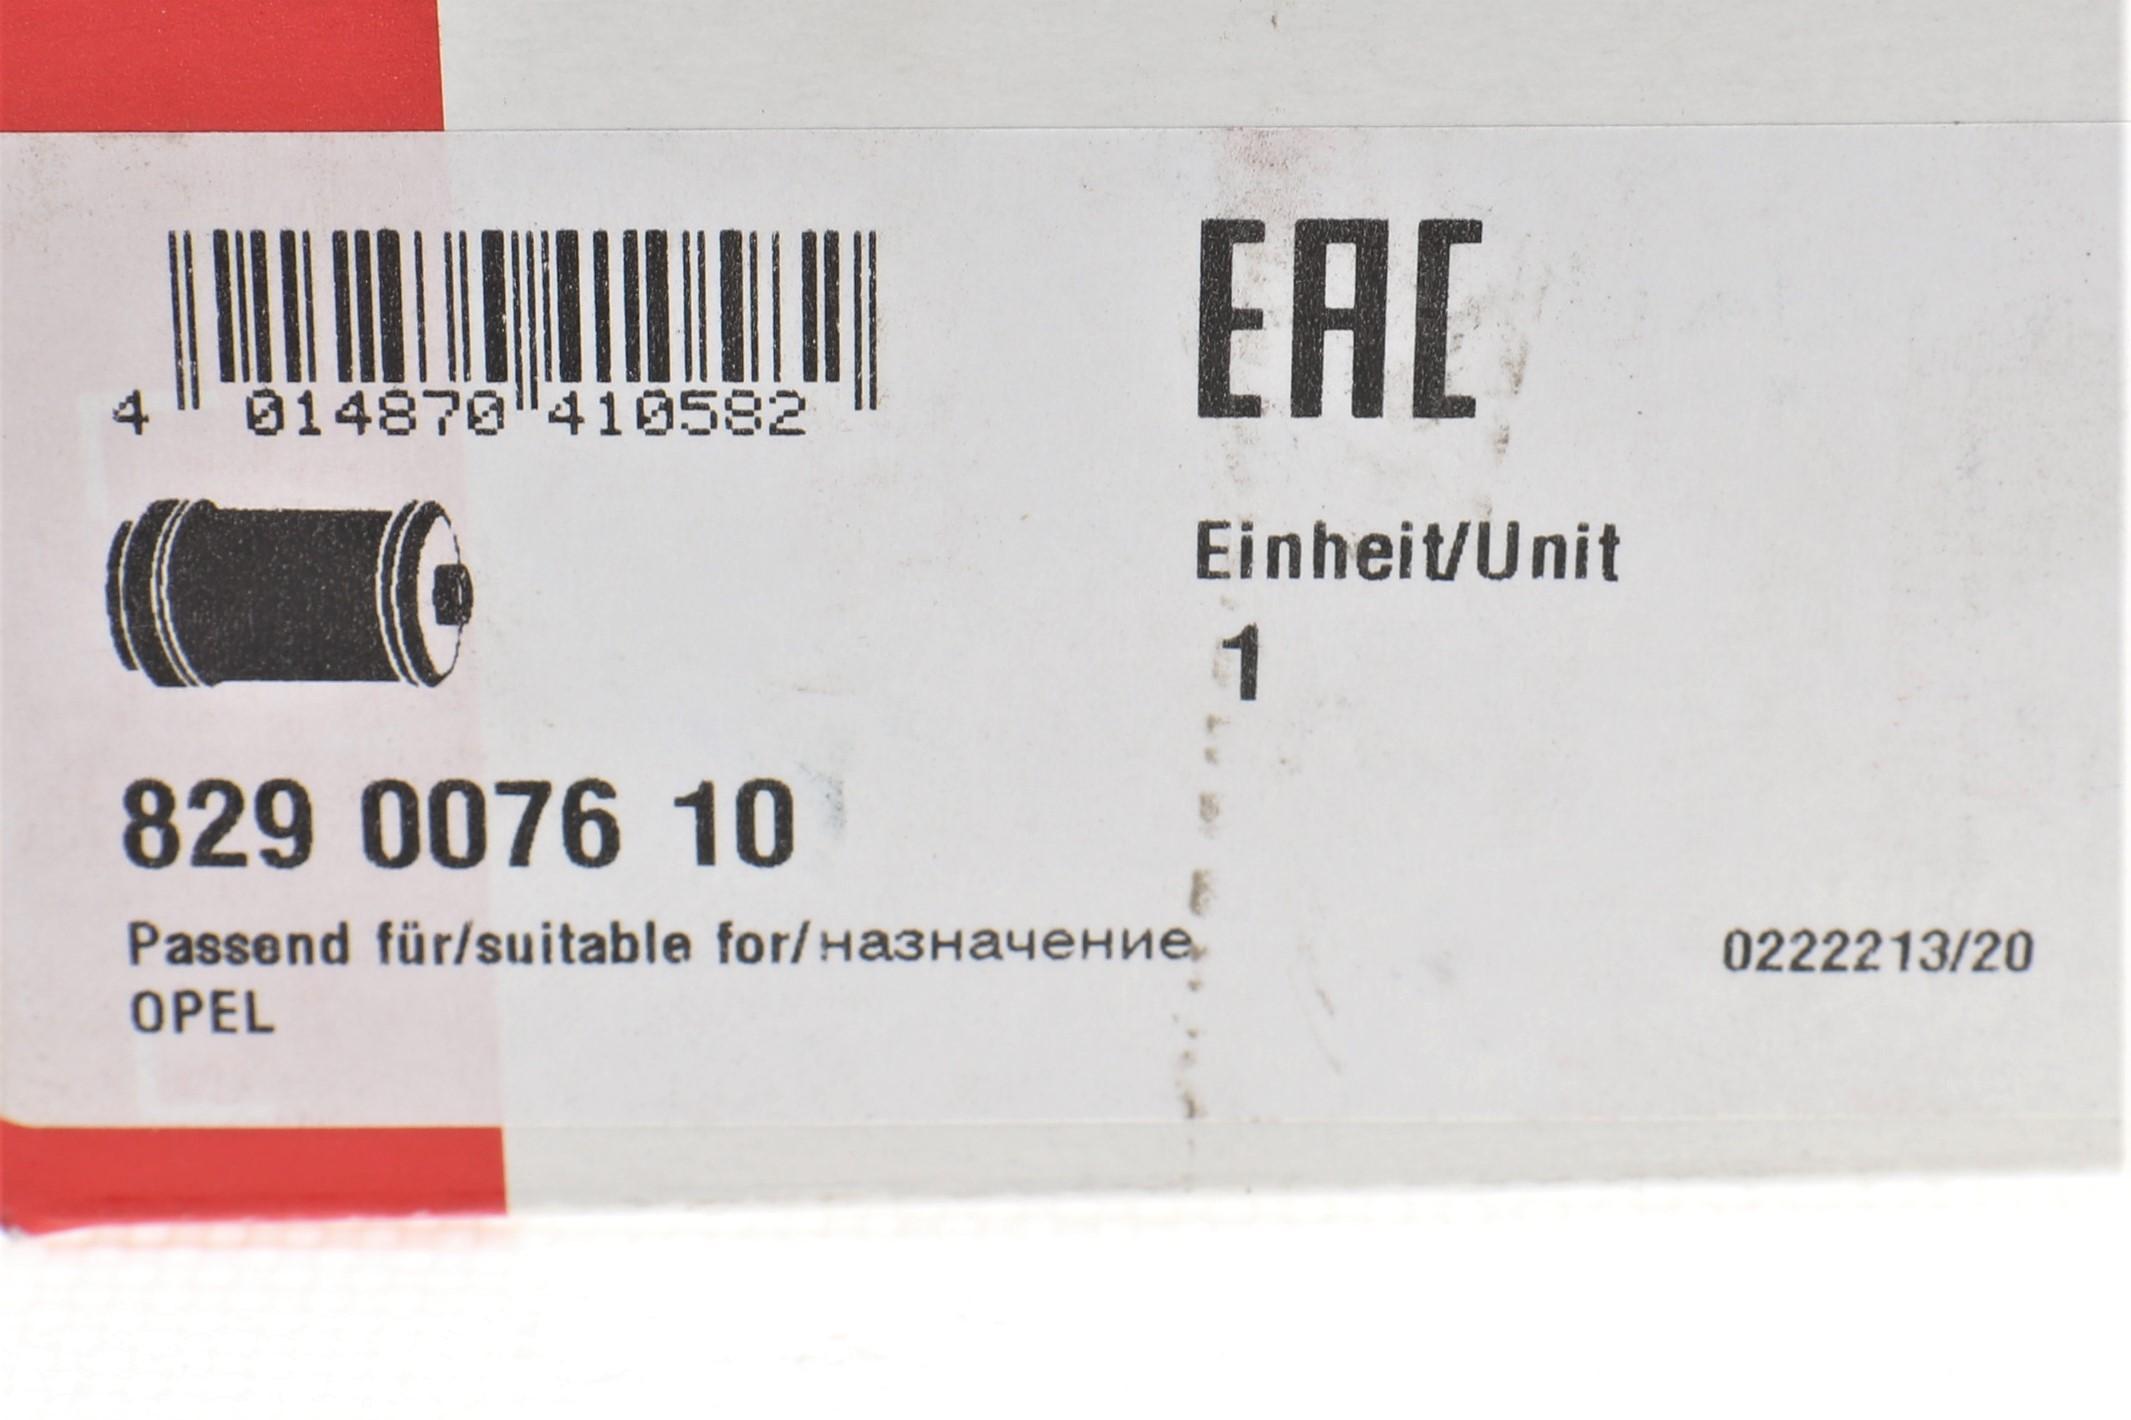 4 014870 410582
EAC
Einheit/Unit
1
829 0076 10
Passend für/suitable for/назначение
OPEL
0222213/20